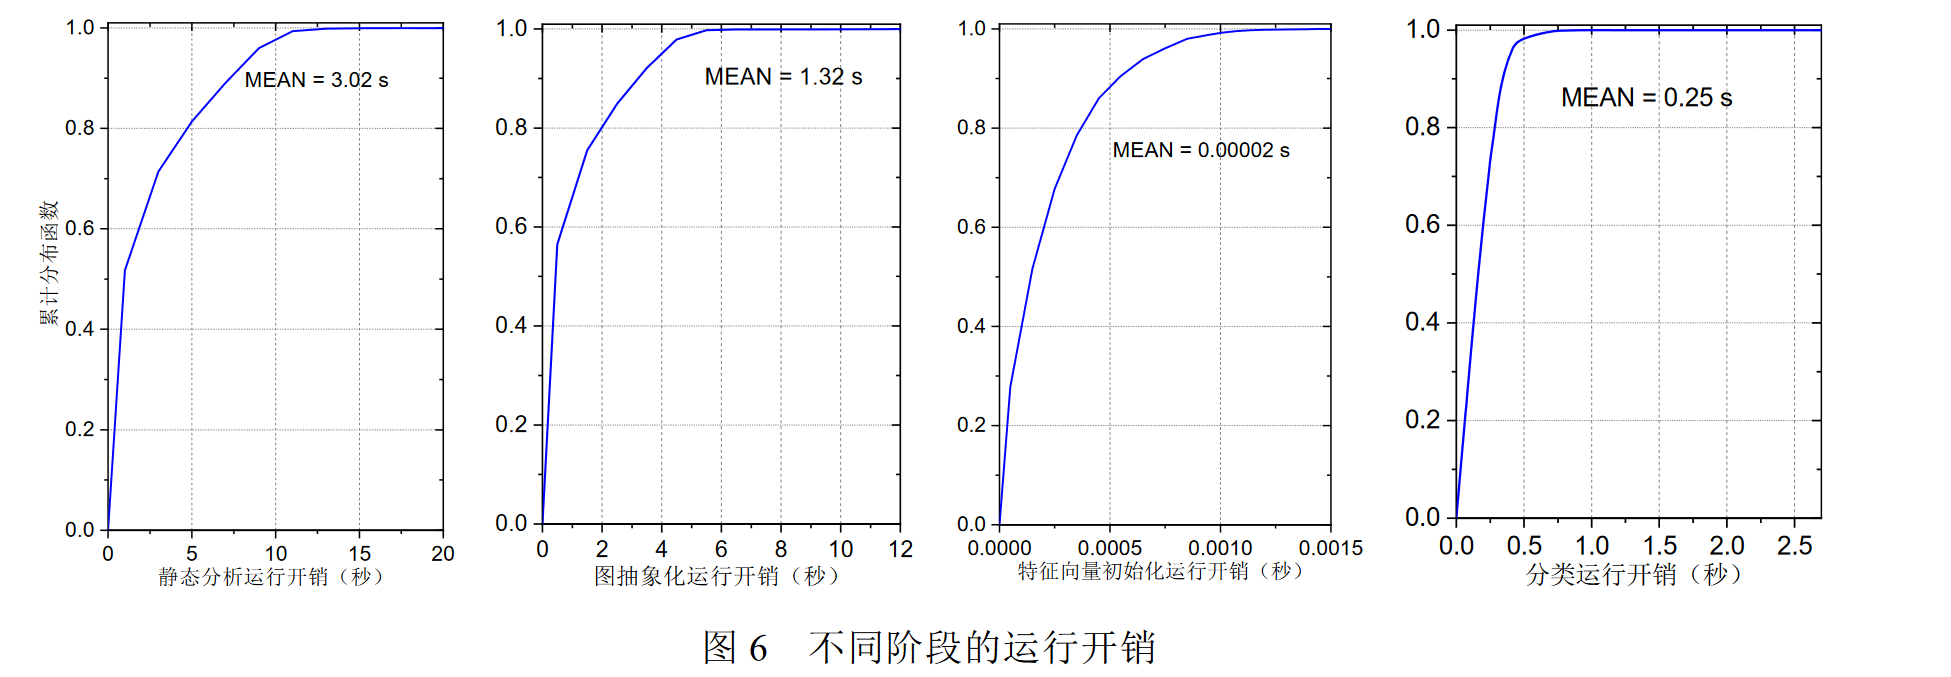 累计分布函数
1.0
0.8
0.6
0.4
0.2
0.0
MEAN = 3.02 s
0 5 10 15 20
静态分析运行开销（秒）
1.0
0.8
0.6
0.4
0.2
0.0
MEAN = 1.32 s
0 2 4 6 8 10 12
图抽象化运行开销（秒）
1.0
0.8
0.6
0.4
0.2
0.0
MEAN = 0.00002 s
0.0000 0.0005 0.0010 0.0015
特征向量初始化运行开销（秒）
1.0
0.8
0.6
0.4
0.2
0.0
MEAN = 0.25 s
0.0 0.5 1.0 1.5 2.0 2.5
分类运行开销（秒）
图 6 不同阶段的运行开销